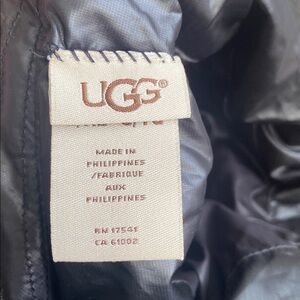 UGG®
MADE IN
PHILIPPINES
/FABRIQUE
AUX
PHILIPPINES
RN 17541
CA 61002